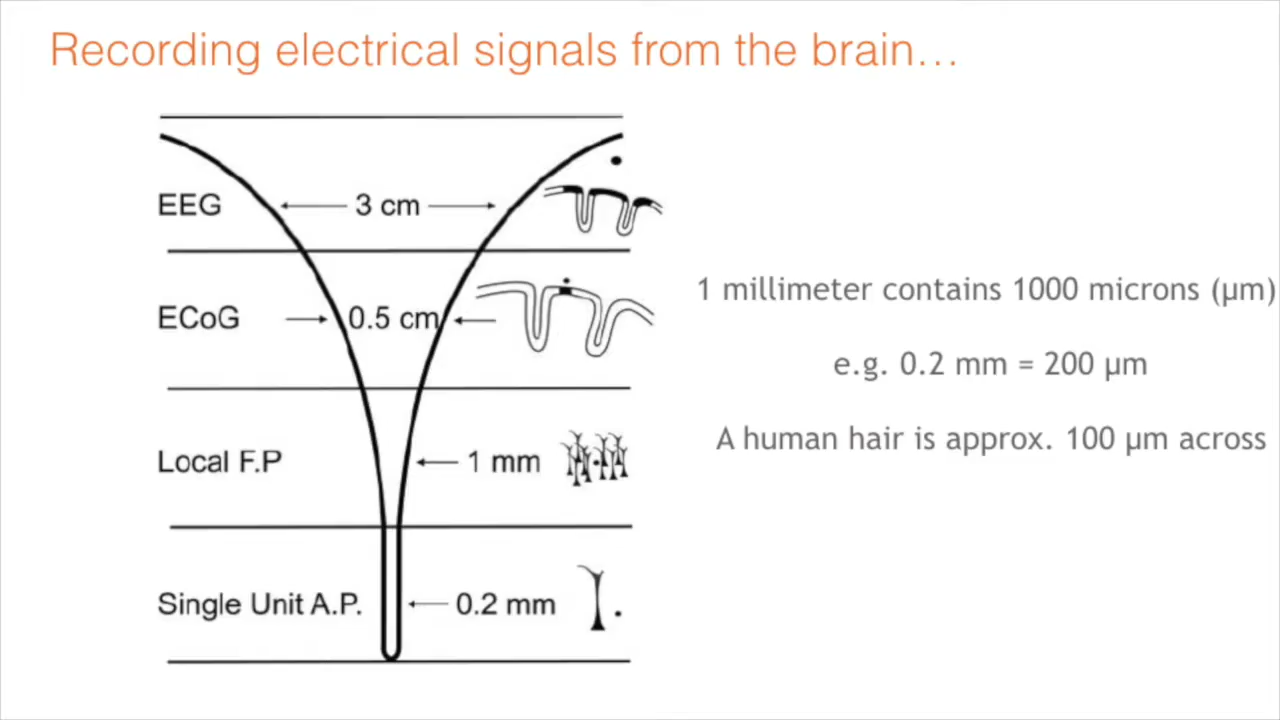 Recording electrical signals from the brain...
EEG
3 cm
ECoG
0.5 cm
1 millimeter contains 1000 microns (µm)
e.g. 0.2 mm = 200 µm
A human hair is approx. 100 µm across
Local F.P
1 mm
Single Unit A.P.
0.2 mm